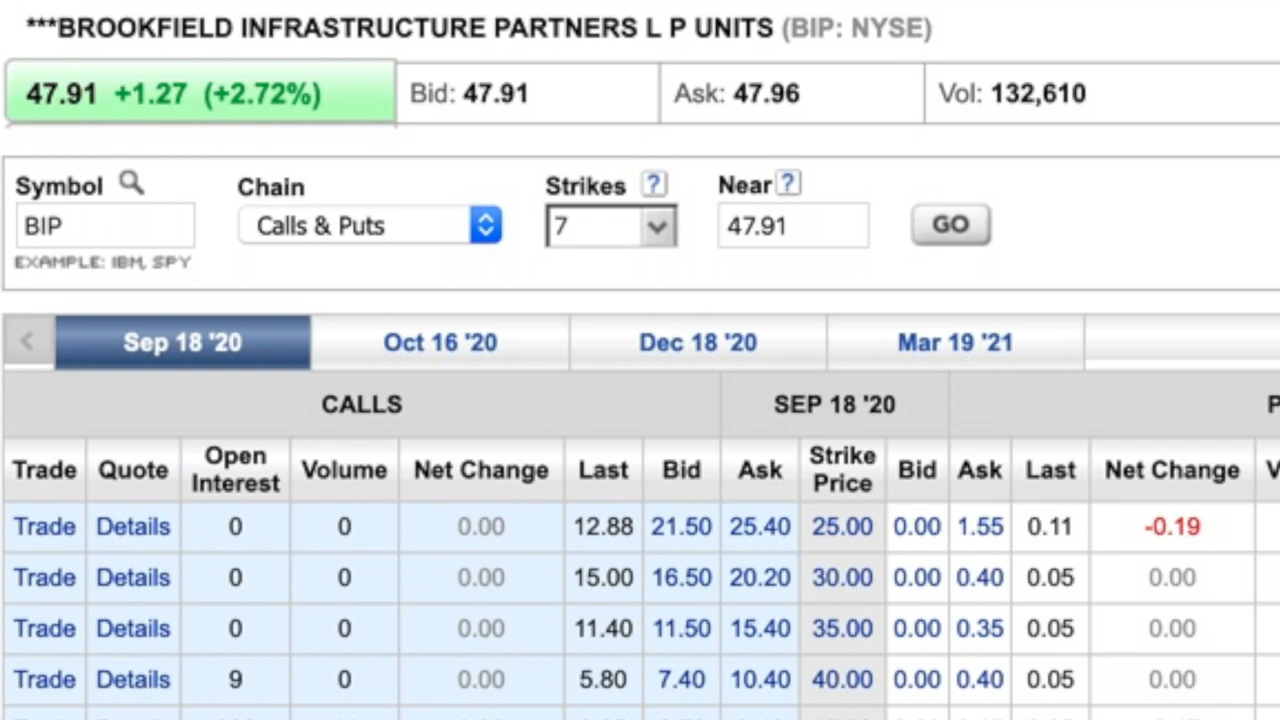 ***BROOKFIELD INFRASTRUCTURE PARTNERS L P UNITS (BIP: NYSE)
47.91 +1.27 (+2.72%) Bid: 47.91 Ask: 47.96 Vol: 132,610
Symbol Chain Strikes ? Near ?
BIP Calls & Puts 7 47.91 GO
EXAMPLE: IBM, SPY
< Sep 18 '20 Oct 16 '20 Dec 18 '20 Mar 19 '21
CALLS SEP 18 '20 P
Trade Quote Open Interest Volume Net Change Last Bid Ask Strike Price Bid Ask Last Net Change V
Trade Details 0 0 0.00 12.88 21.50 25.40 25.00 0.00 1.55 0.11 -0.19
Trade Details 0 0 0.00 15.00 16.50 20.20 30.00 0.00 0.40 0.05 0.00
Trade Details 0 0 0.00 11.40 11.50 15.40 35.00 0.00 0.35 0.05 0.00
Trade Details 9 0 0.00 5.80 7.40 10.40 40.00 0.00 0.40 0.05 0.00